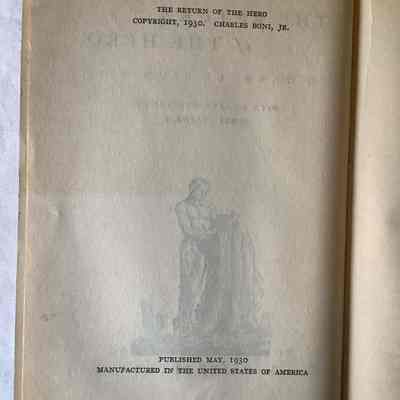 THE RETURN OF THE HERO
COPYRIGHT, 1930. CHARLES BONI, JR.
PUBLISHED MAY, 1930
MANUFACTURED IN THE UNITED STATES OF AMERICA